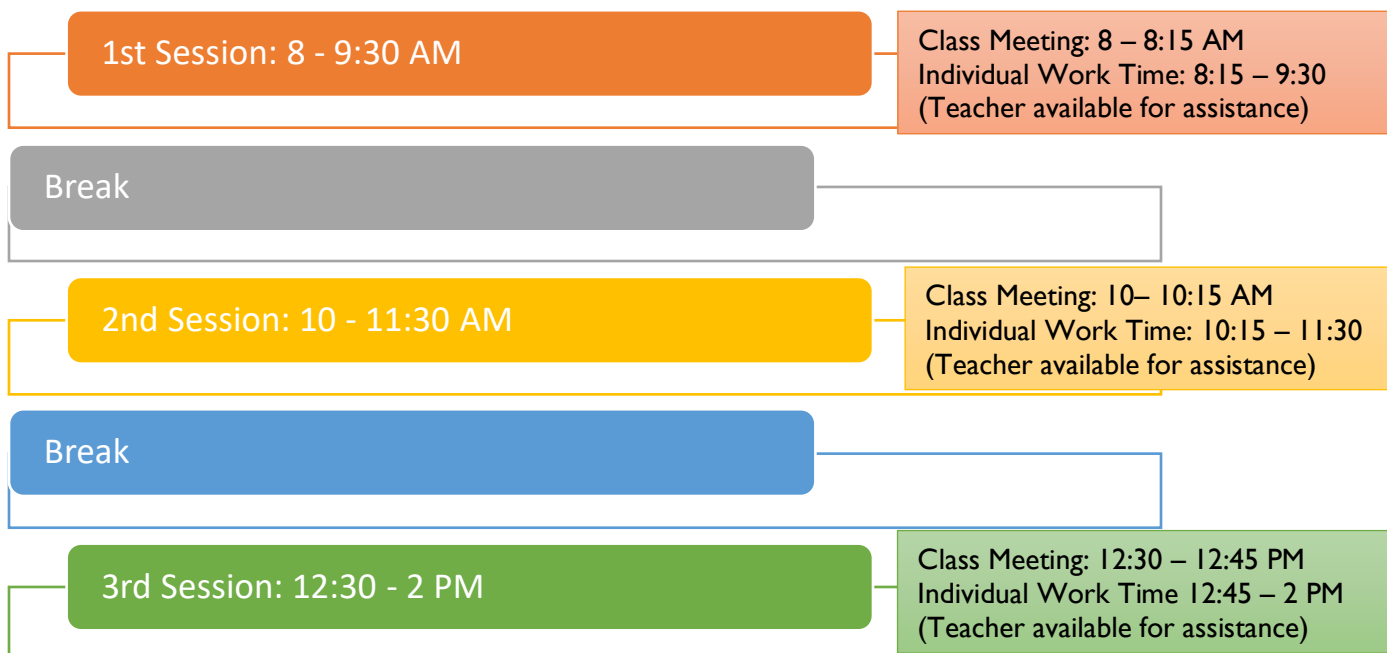 1st Session: 8 - 9:30 AM
Class Meeting: 8 – 8:15 AM
Individual Work Time: 8:15 – 9:30
(Teacher available for assistance)
Break
2nd Session: 10 - 11:30 AM
Class Meeting: 10– 10:15 AM
Individual Work Time: 10:15 – 11:30
(Teacher available for assistance)
Break
3rd Session: 12:30 - 2 PM
Class Meeting: 12:30 – 12:45 PM
Individual Work Time 12:45 – 2 PM
(Teacher available for assistance)